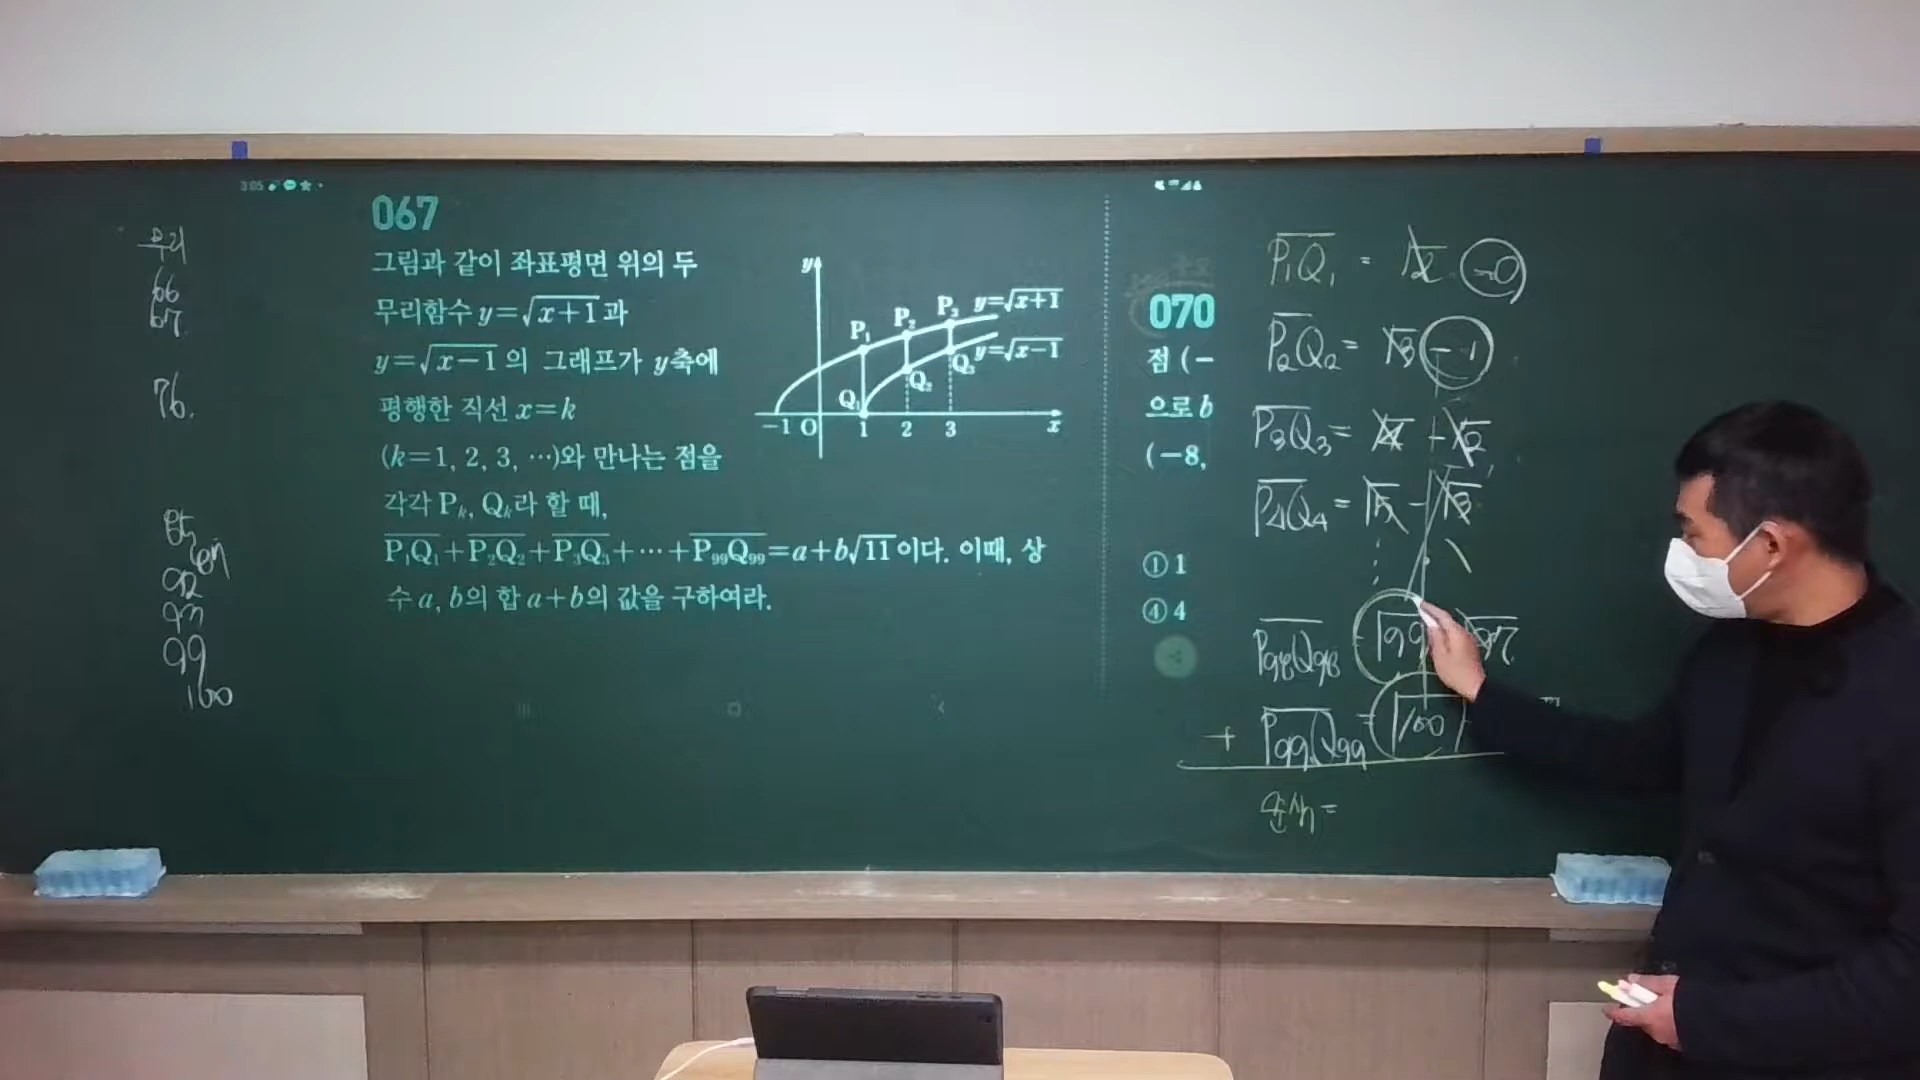 3:05
무리
66
67
76.
92
93
99
100
067
그림과 같이 좌표평면 위의 두
무리함수 y=√x+1과
y=√x-1의 그래프가 y축에
평행한 직선 x=k
(k=1, 2, 3, ⋯)와 만나는 점을
각각 Pₖ, Qₖ라 할 때,
P₁Q₁+P₂Q₂+P₃Q₃+⋯+P₉₉Q₉₉=a+b√11이다. 이때, 상
수 a, b의 합 a+b의 값을 구하여라.
y
P₁ P₂ P₃ y=√x+1
y=√x-1
Q₁ Q₂ Q₃
-1 O 1 2 3 x
070
점 (-
으로 b
(-8,
① 1
④ 4
P₁Q₁ = √2 -0
P₂Q₂ = √3 -1
P₃Q₃ = √4 -√2
P₄Q₄ = √5 -√3
⋮
P₉₈Q₉₈ = √99 √97
+ P₉₉Q₉₉ = √100